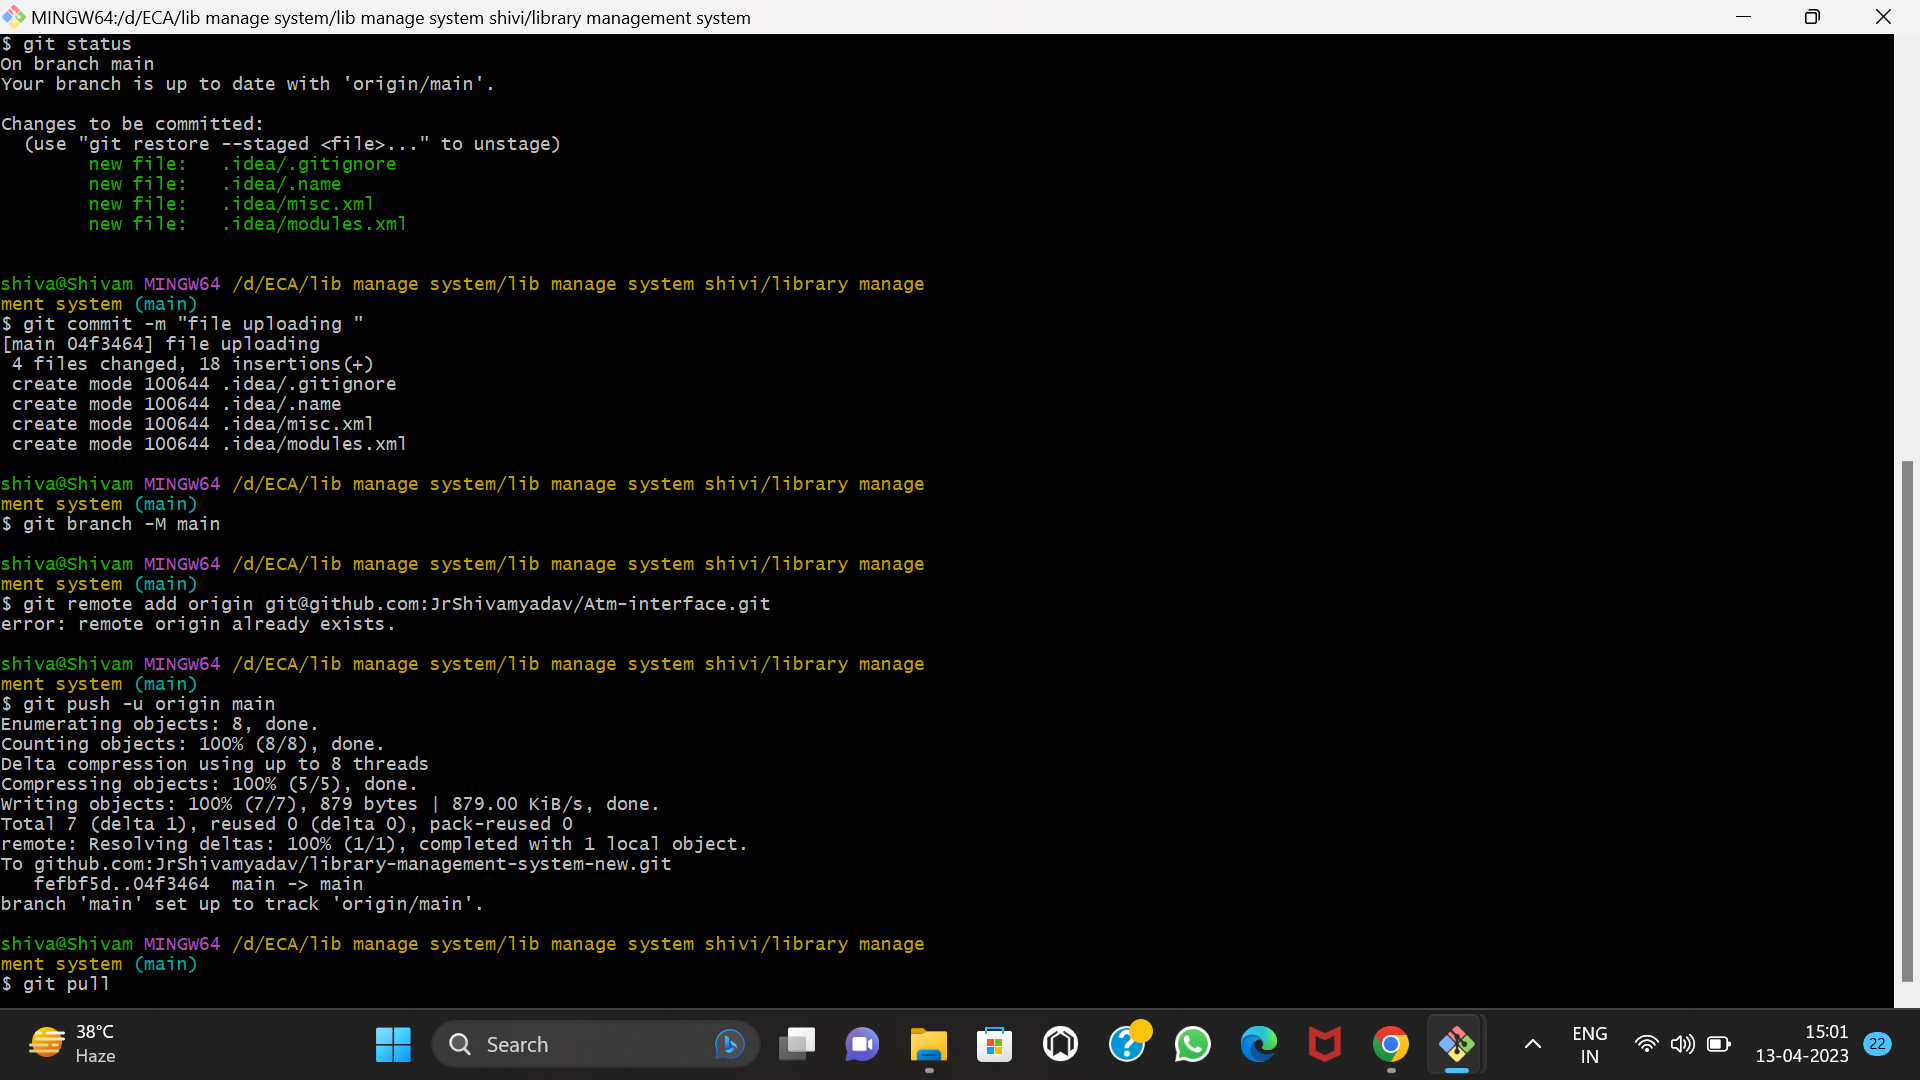 MINGW64:/d/ECA/lib manage system/lib manage system shivi/library management system
$ git status
On branch main
Your branch is up to date with 'origin/main'.
Changes to be committed:
  (use "git restore --staged <file>..." to unstage)
        new file:   .idea/.gitignore
        new file:   .idea/.name
        new file:   .idea/misc.xml
        new file:   .idea/modules.xml
shiva@Shivam MINGW64 /d/ECA/lib manage system/lib manage system shivi/library manage
ment system (main)
$ git commit -m "file uploading "
[main 04f3464] file uploading
 4 files changed, 18 insertions(+)
 create mode 100644 .idea/.gitignore
 create mode 100644 .idea/.name
 create mode 100644 .idea/misc.xml
 create mode 100644 .idea/modules.xml
shiva@Shivam MINGW64 /d/ECA/lib manage system/lib manage system shivi/library manage
ment system (main)
$ git branch -M main
shiva@Shivam MINGW64 /d/ECA/lib manage system/lib manage system shivi/library manage
ment system (main)
$ git remote add origin git@github.com:JrShivamyadav/Atm-interface.git
error: remote origin already exists.
shiva@Shivam MINGW64 /d/ECA/lib manage system/lib manage system shivi/library manage
ment system (main)
$ git push -u origin main
Enumerating objects: 8, done.
Counting objects: 100% (8/8), done.
Delta compression using up to 8 threads
Compressing objects: 100% (5/5), done.
Writing objects: 100% (7/7), 879 bytes | 879.00 KiB/s, done.
Total 7 (delta 1), reused 0 (delta 0), pack-reused 0
remote: Resolving deltas: 100% (1/1), completed with 1 local object.
To github.com:JrShivamyadav/library-management-system-new.git
   fefbf5d..04f3464  main -> main
branch 'main' set up to track 'origin/main'.
shiva@Shivam MINGW64 /d/ECA/lib manage system/lib manage system shivi/library manage
ment system (main)
$ git pull
38°C
Haze
Search
ENG
IN
15:01
13-04-2023
22